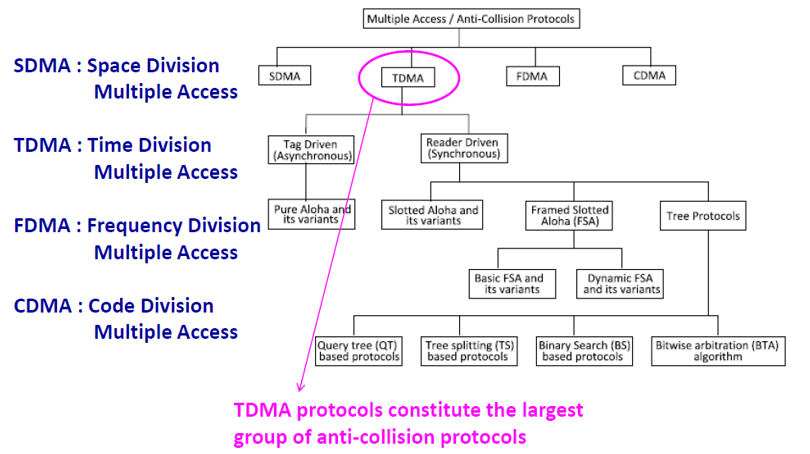 Multiple Access / Anti-Collision Protocols
SDMA : Space Division
Multiple Access
TDMA : Time Division
Multiple Access
FDMA : Frequency Division
Multiple Access
CDMA : Code Division
Multiple Access
SDMA
TDMA
FDMA
CDMA
Tag Driven
(Asynchronous)
Reader Driven
(Synchronous)
Pure Aloha and
its variants
Slotted Aloha and
its variants
Framed Slotted
Aloha (FSA)
Tree Protocols
Basic FSA and
its variants
Dynamic FSA
and its variants
Query tree (QT)
based protocols
Tree splitting (TS)
based protocols
Binary Search (BS)
based protocols
Bitwise arbitration (BTA)
algorithm
TDMA protocols constitute the largest
group of anti-collision protocols